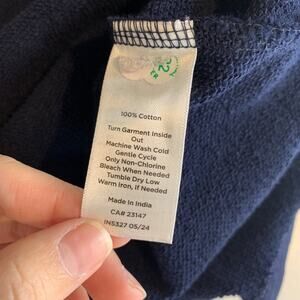 100% Cotton
Turn Garment Inside
Out
Machine Wash Cold
Gentle Cycle
Only Non-Chlorine
Bleach When Needed
Tumble Dry Low
Warm Iron, If Needed
Made in India
CA# 23147
INS327 05/24